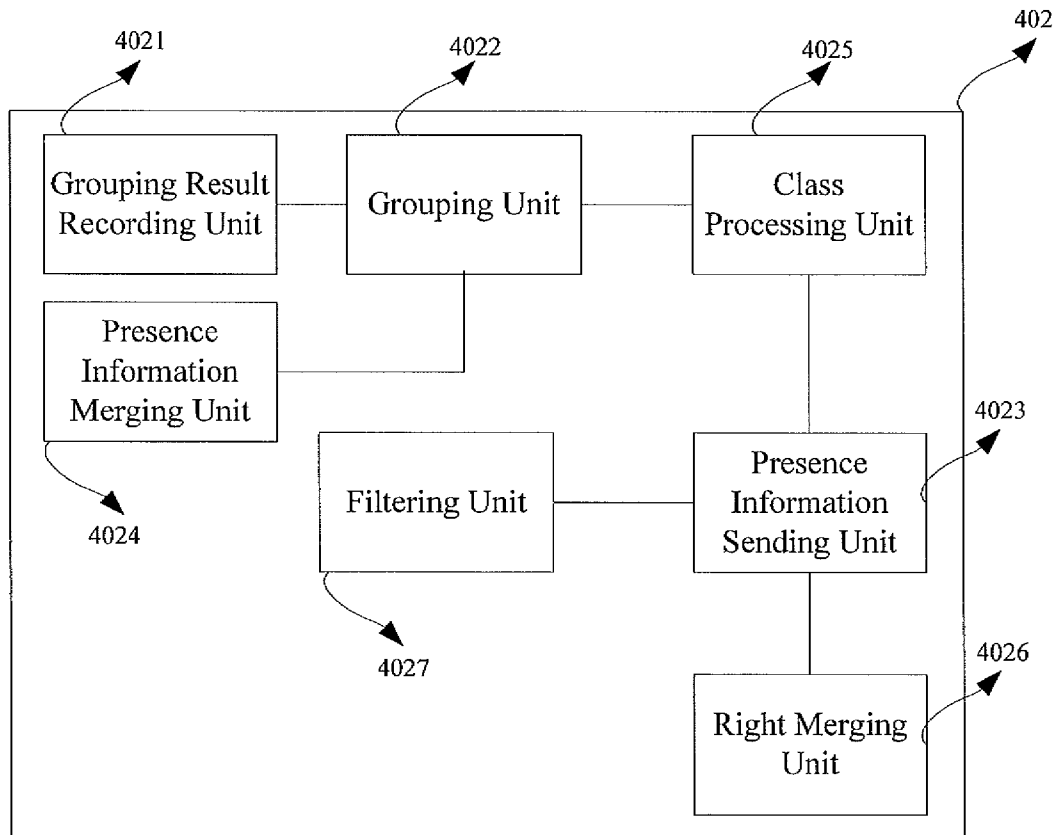 4021
4022
4025
402
Grouping Result
Recording Unit
Grouping Unit
Class
Processing Unit
Presence
Information
Merging Unit
4023
4024
Filtering Unit
Presence
Information
Sending Unit
4027
4026
Right Merging
Unit